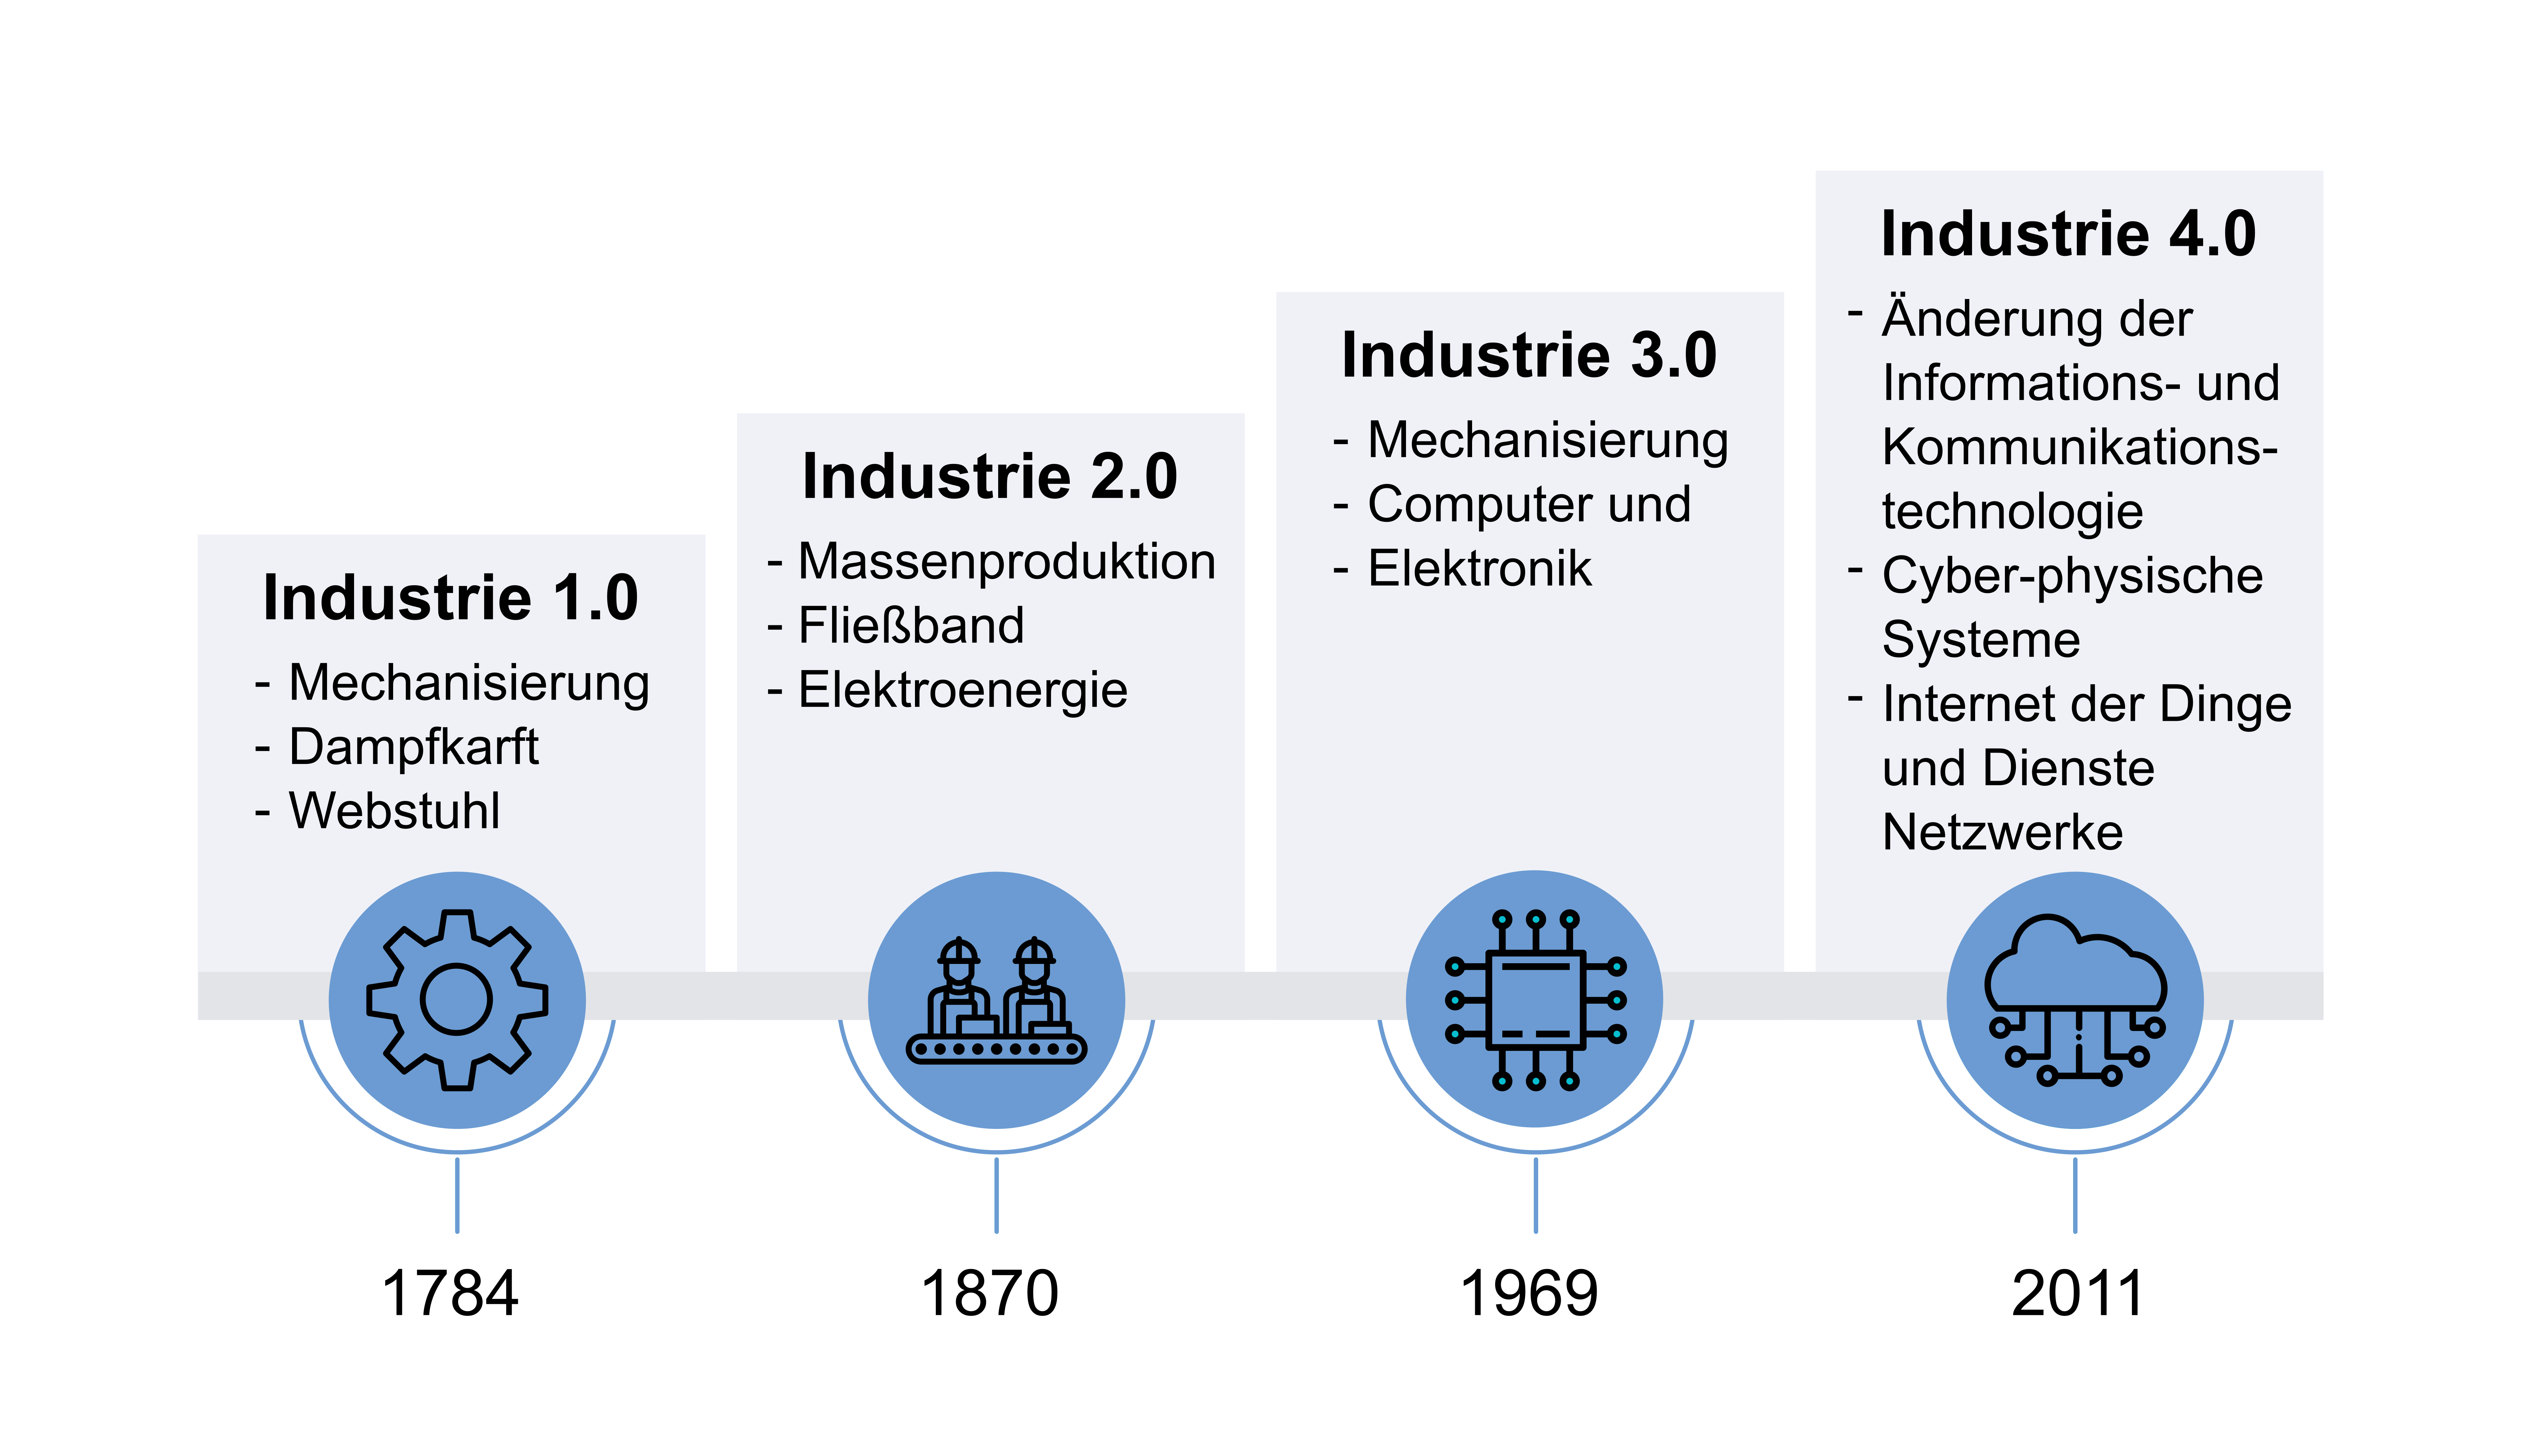 Industrie 1.0
- Mechanisierung
- Dampfkarft
- Webstuhl
1784
Industrie 2.0
- Massenproduktion
- Fließband
- Elektroenergie
1870
Industrie 3.0
- Mechanisierung
- Computer und
- Elektronik
1969
Industrie 4.0
- Änderung der
Informations- und
Kommunikations-
technologie
- Cyber-physische
Systeme
- Internet der Dinge
und Dienste
Netzwerke
2011